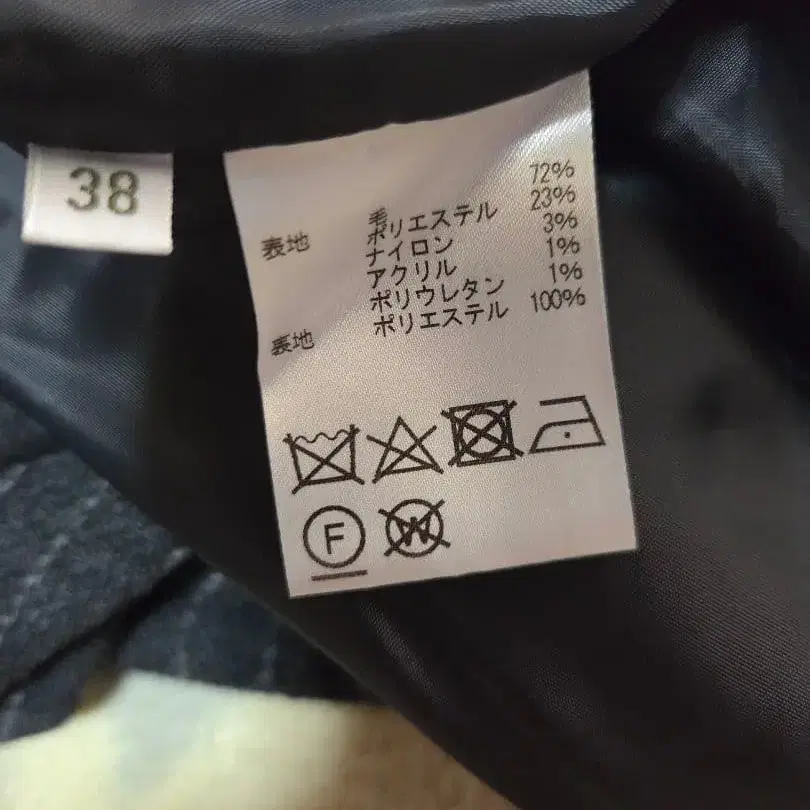 38
表地 毛 72%
ポリエステル 23%
ナイロン 3%
アクリル 1%
ポリウレタン 1%
地 ポリエステル 100%
F W